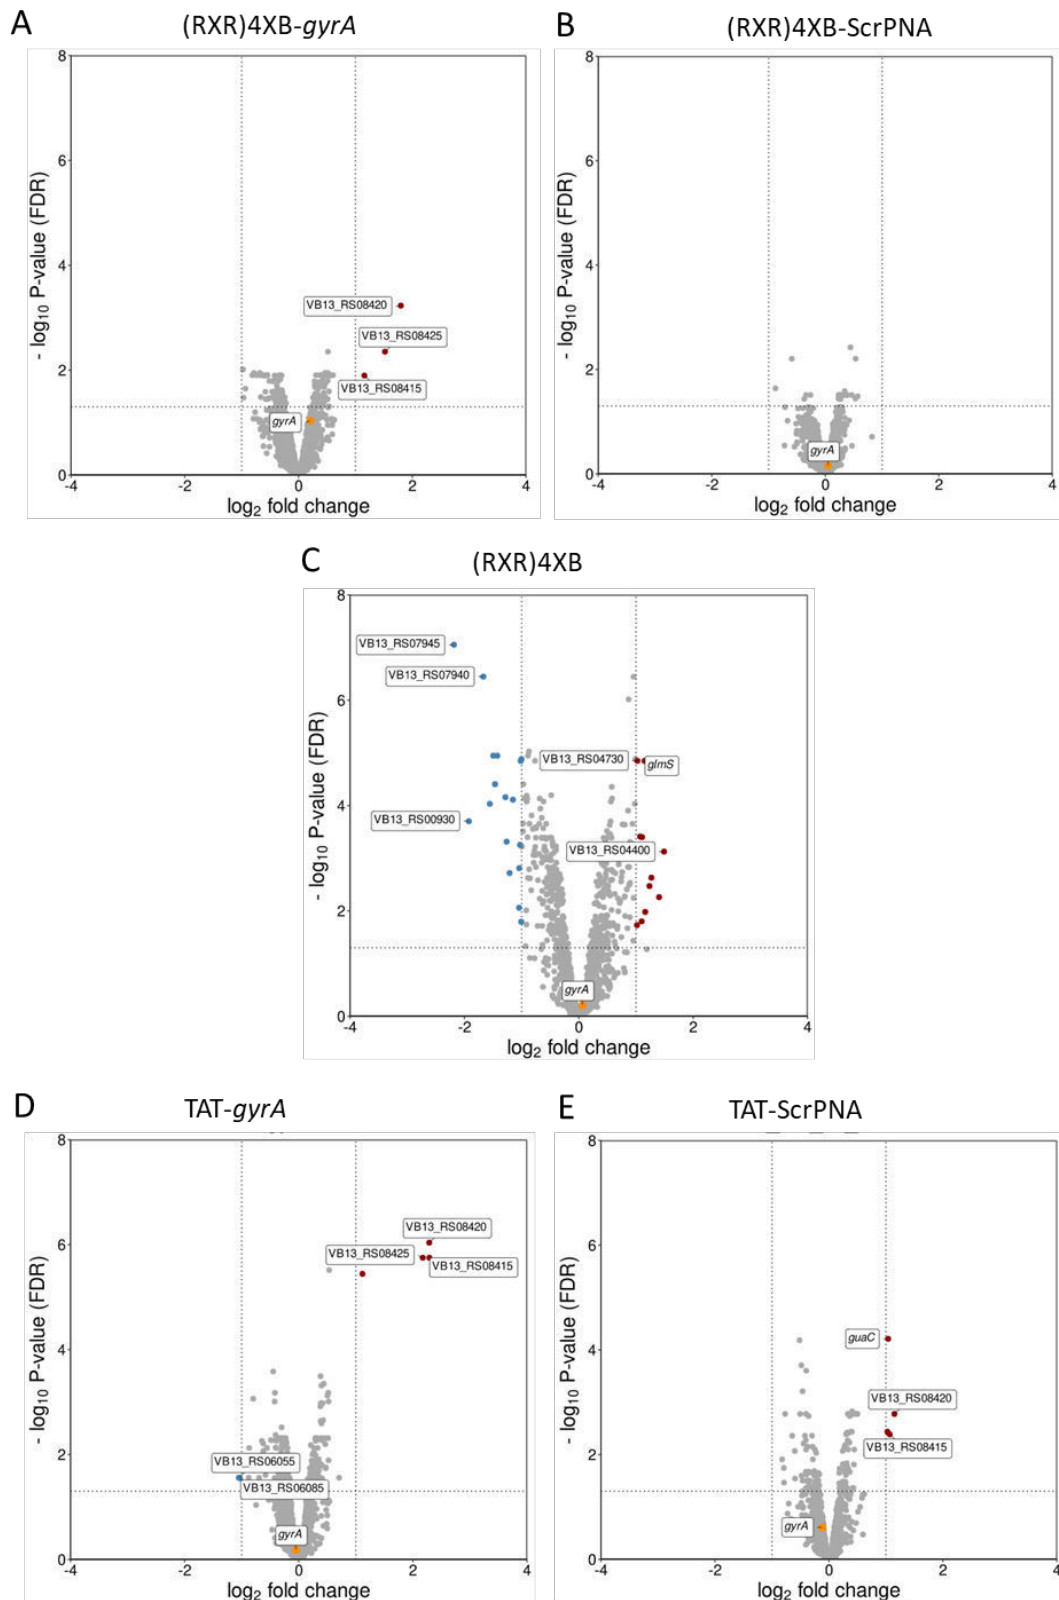 A
(RXR)4XB-gyrA
8
6
4
2
0
-4
-2
0
2
4
- log10 P-value (FDR)
log2 fold change
VB13_RS08420
VB13_RS08425
VB13_RS08415
gyrA
B
(RXR)4XB-ScrPNA
8
6
4
2
0
-4
-2
0
2
4
- log10 P-value (FDR)
log2 fold change
gyrA
C
(RXR)4XB
8
6
4
2
0
-4
-2
0
2
4
- log10 P-value (FDR)
log2 fold change
VB13_RS07945
VB13_RS07940
VB13_RS04730
glmS
VB13_RS00930
VB13_RS04400
gyrA
D
TAT-gyrA
8
6
4
2
0
-4
-2
0
2
4
- log10 P-value (FDR)
log2 fold change
VB13_RS08420
VB13_RS08425
VB13_RS08415
VB13_RS06055
VB13_RS06085
gyrA
E
TAT-ScrPNA
8
6
4
2
0
-4
-2
0
2
4
- log10 P-value (FDR)
log2 fold change
guaC
VB13_RS08420
VB13_RS08415
gyrA